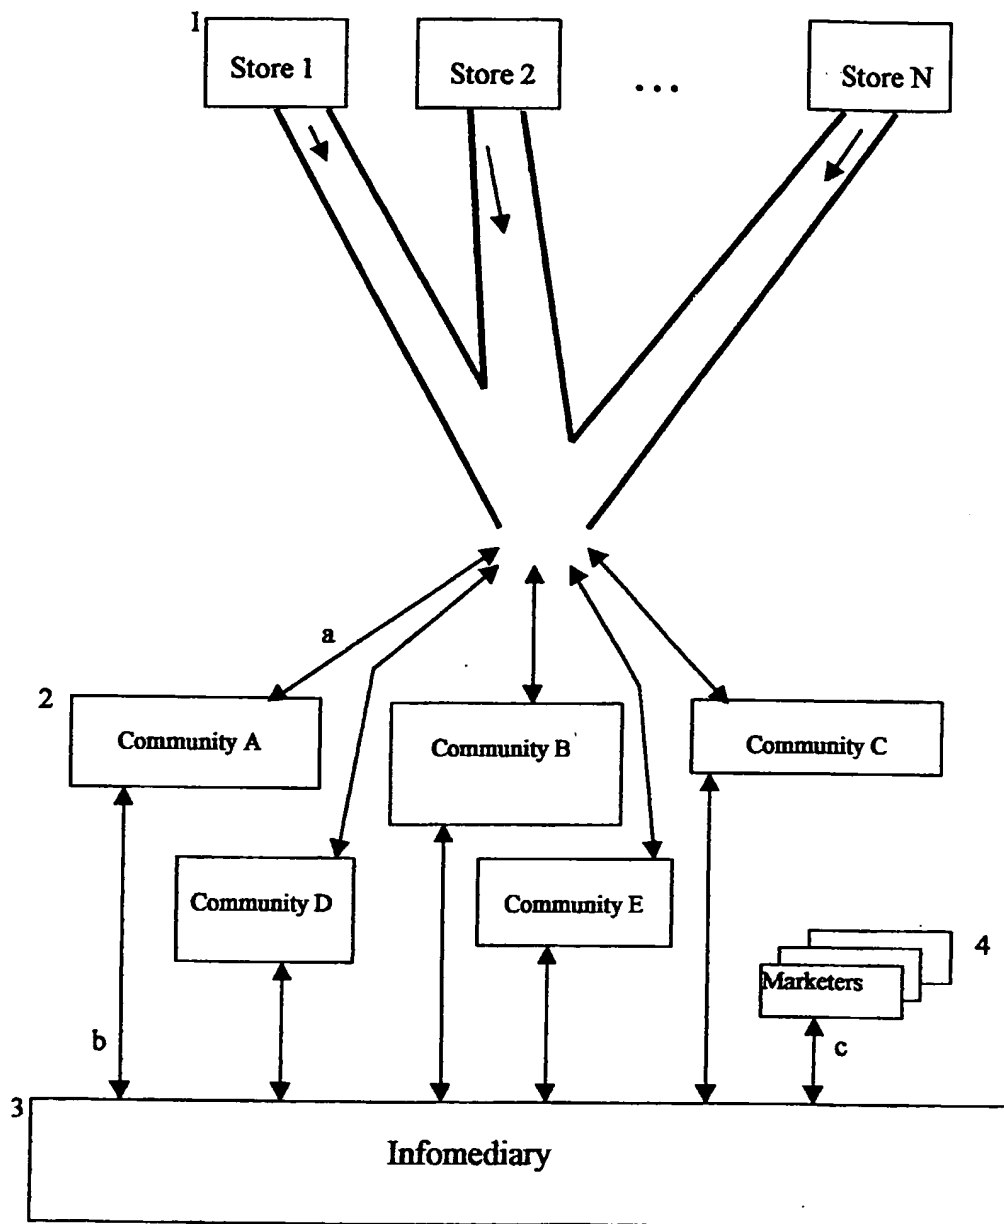 1
Store 1
Store 2
...
Store N
a
2
Community A
Community B
Community C
Community D
Community E
4
Marketers
b
c
3
Infomediary